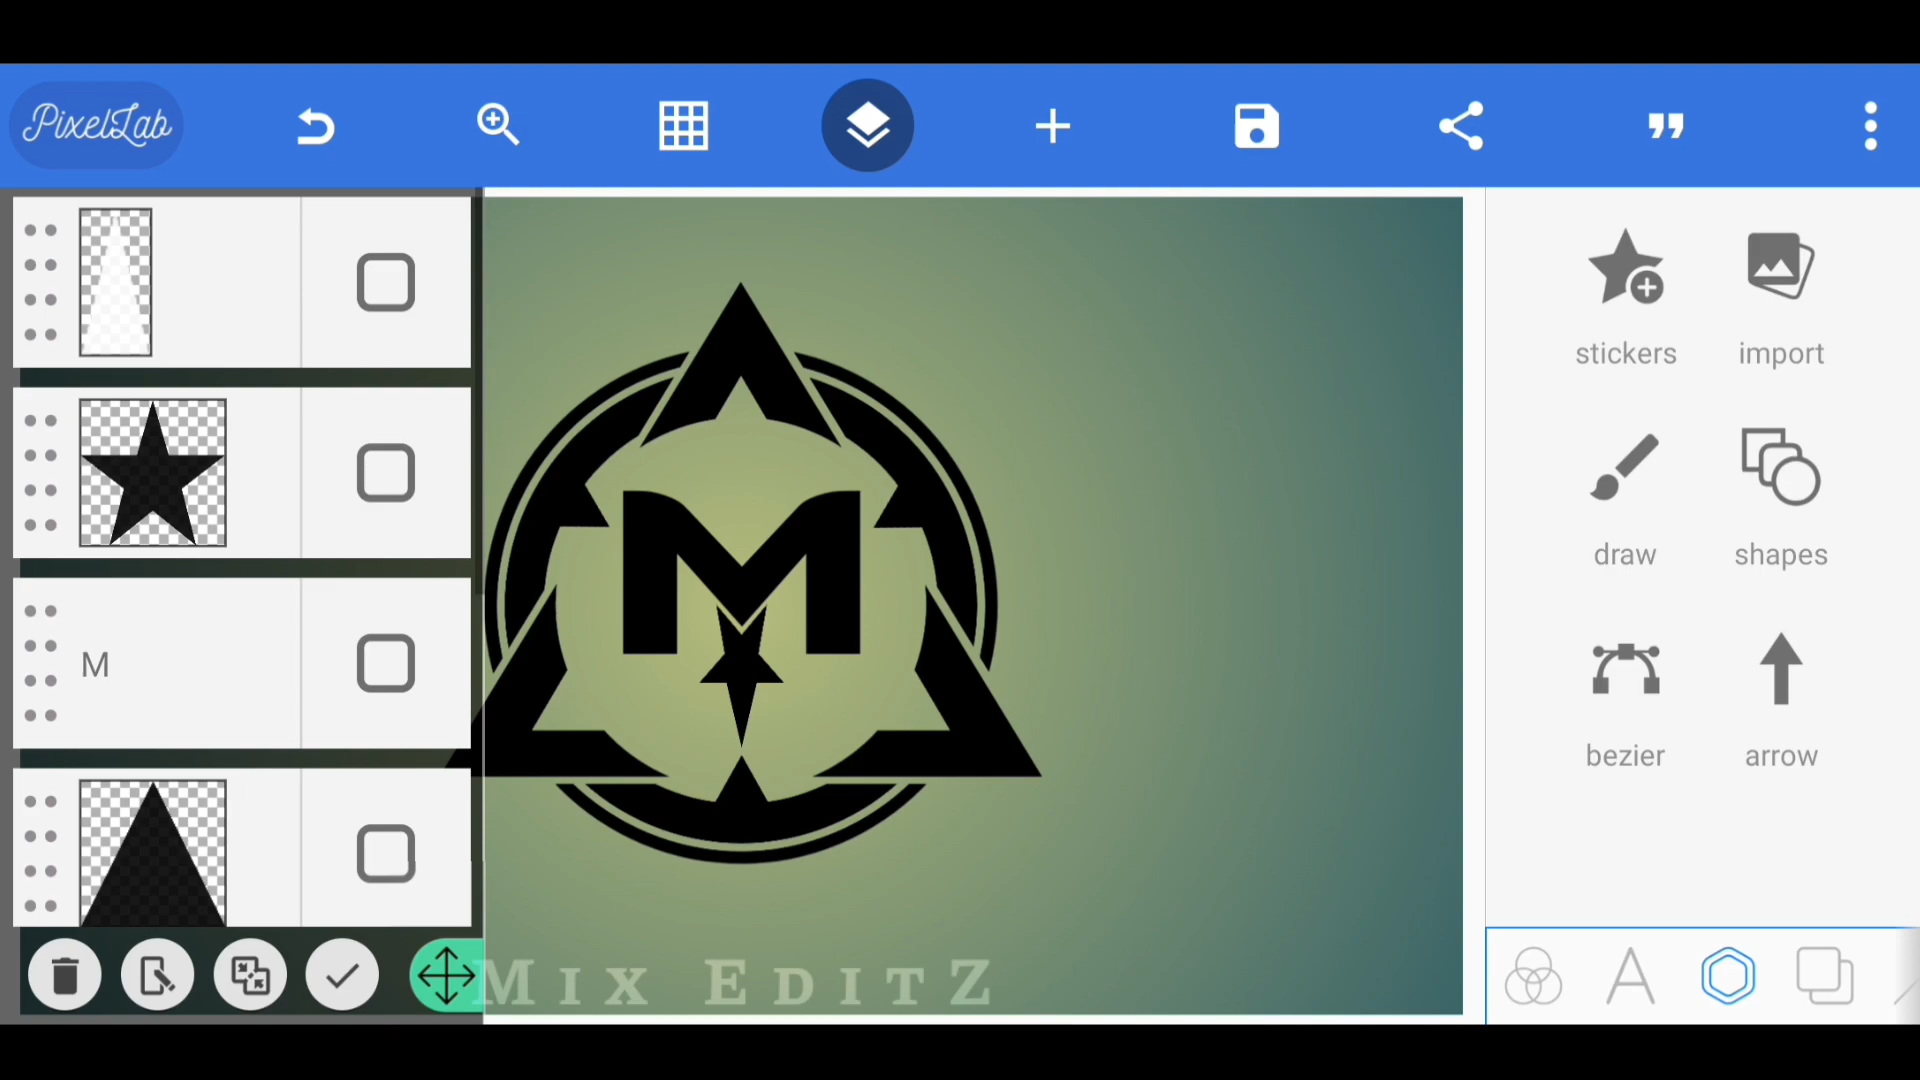 PixelLab
stickers import
draw shapes
M
M
bezier arrow
Mix EditZ
A